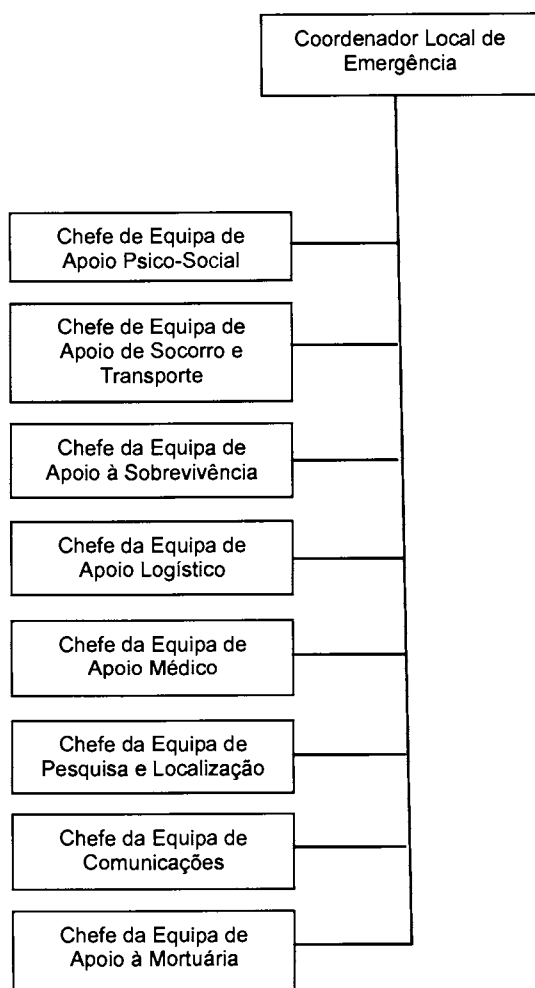 Coordenador Local de
Emergência
Chefe de Equipa de
Apoio Psico-Social
Chefe de Equipa de
Apoio de Socorro e
Transporte
Chefe da Equipa de
Apoio à Sobrevivência
Chefe da Equipa de
Apoio Logístico
Chefe da Equipa de
Apoio Médico
Chefe da Equipa de
Pesquisa e Localização
Chefe da Equipa de
Comunicações
Chefe da Equipa de
Apoio à Mortuária